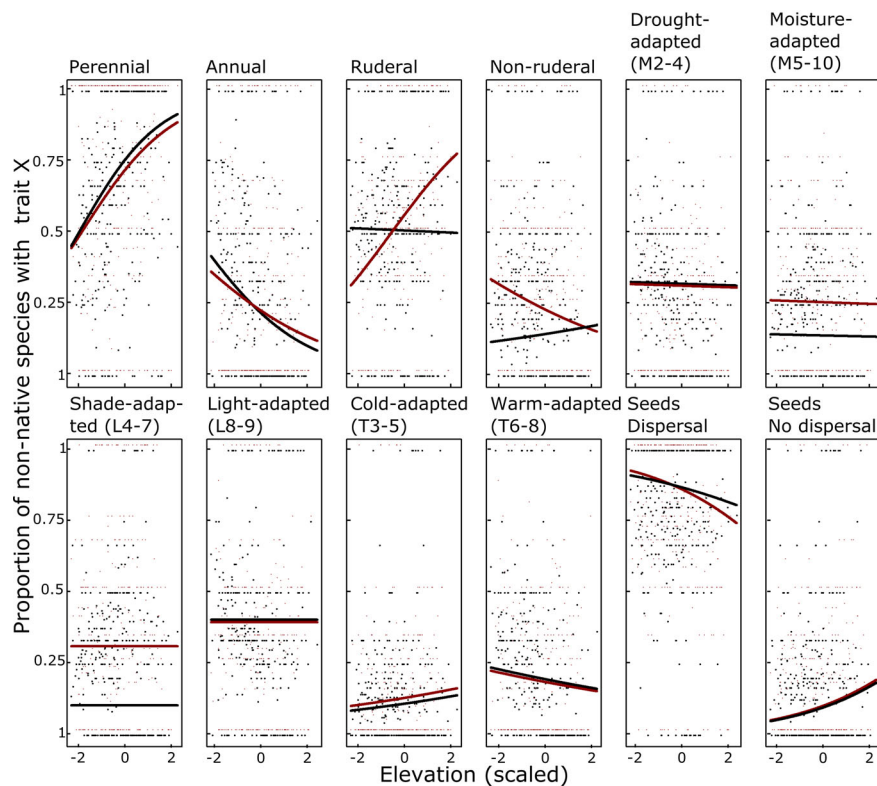 Perennial
Annual
Ruderal
Non-ruderal
Drought-
adapted
(M2-4)
Moisture-
adapted
(M5-10)
1
0.75
0.5
0.25
1
Shade-adap-
ted (L4-7)
Light-adapted
(L8-9)
Cold-adapted
(T3-5)
Warm-adapted
(T6-8)
Seeds
Dispersal
Seeds
No dispersal
1
0.75
0.5
0.25
1
-2 0 2
-2 0 2
-2 0 2
-2 0 2
-2 0 2
-2 0 2
Proportion of non-native species with trait X
Elevation (scaled)